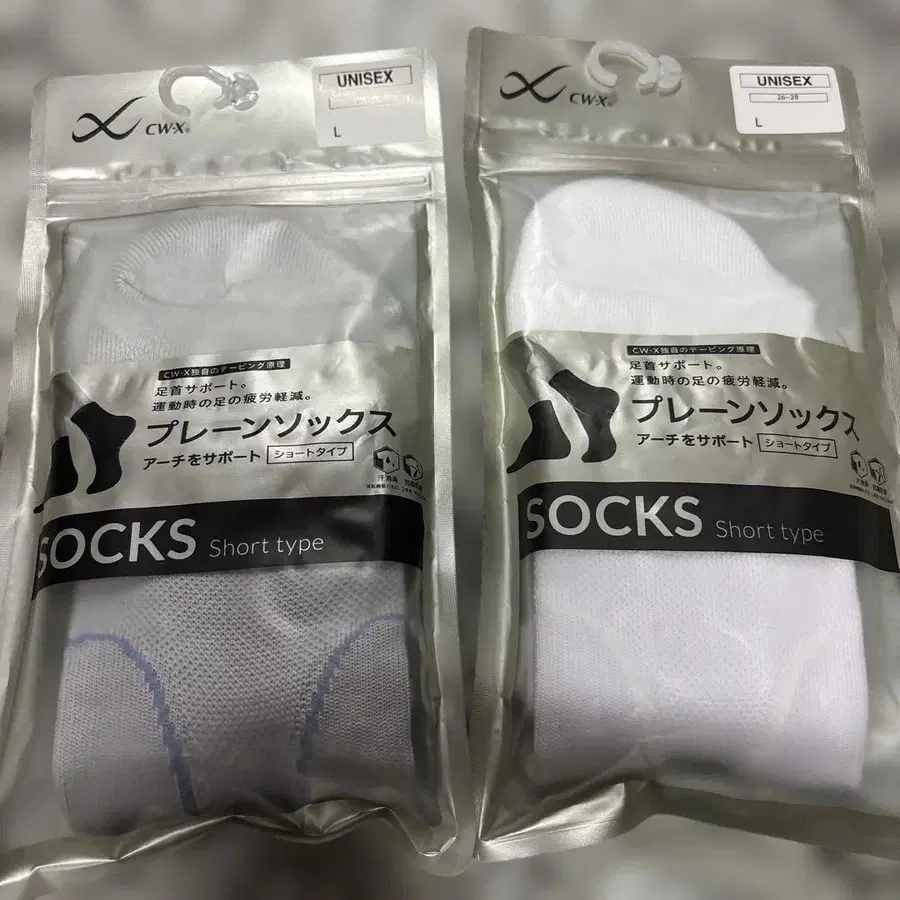 CW-X®
UNISEX
L
CW-X独自のテーピング原理
足首サポート。
運動時の足の疲労軽減。
プレーンソックス
アーチをサポート ショートタイプ
汗消臭
SOCKS Short type
CW-X®
UNISEX
26-28
L
CW-X独自のテーピング原理
足首サポート。
運動時の足の疲労軽減。
プレーンソックス
アーチをサポート ショートタイプ
汗消臭
SOCKS Short type